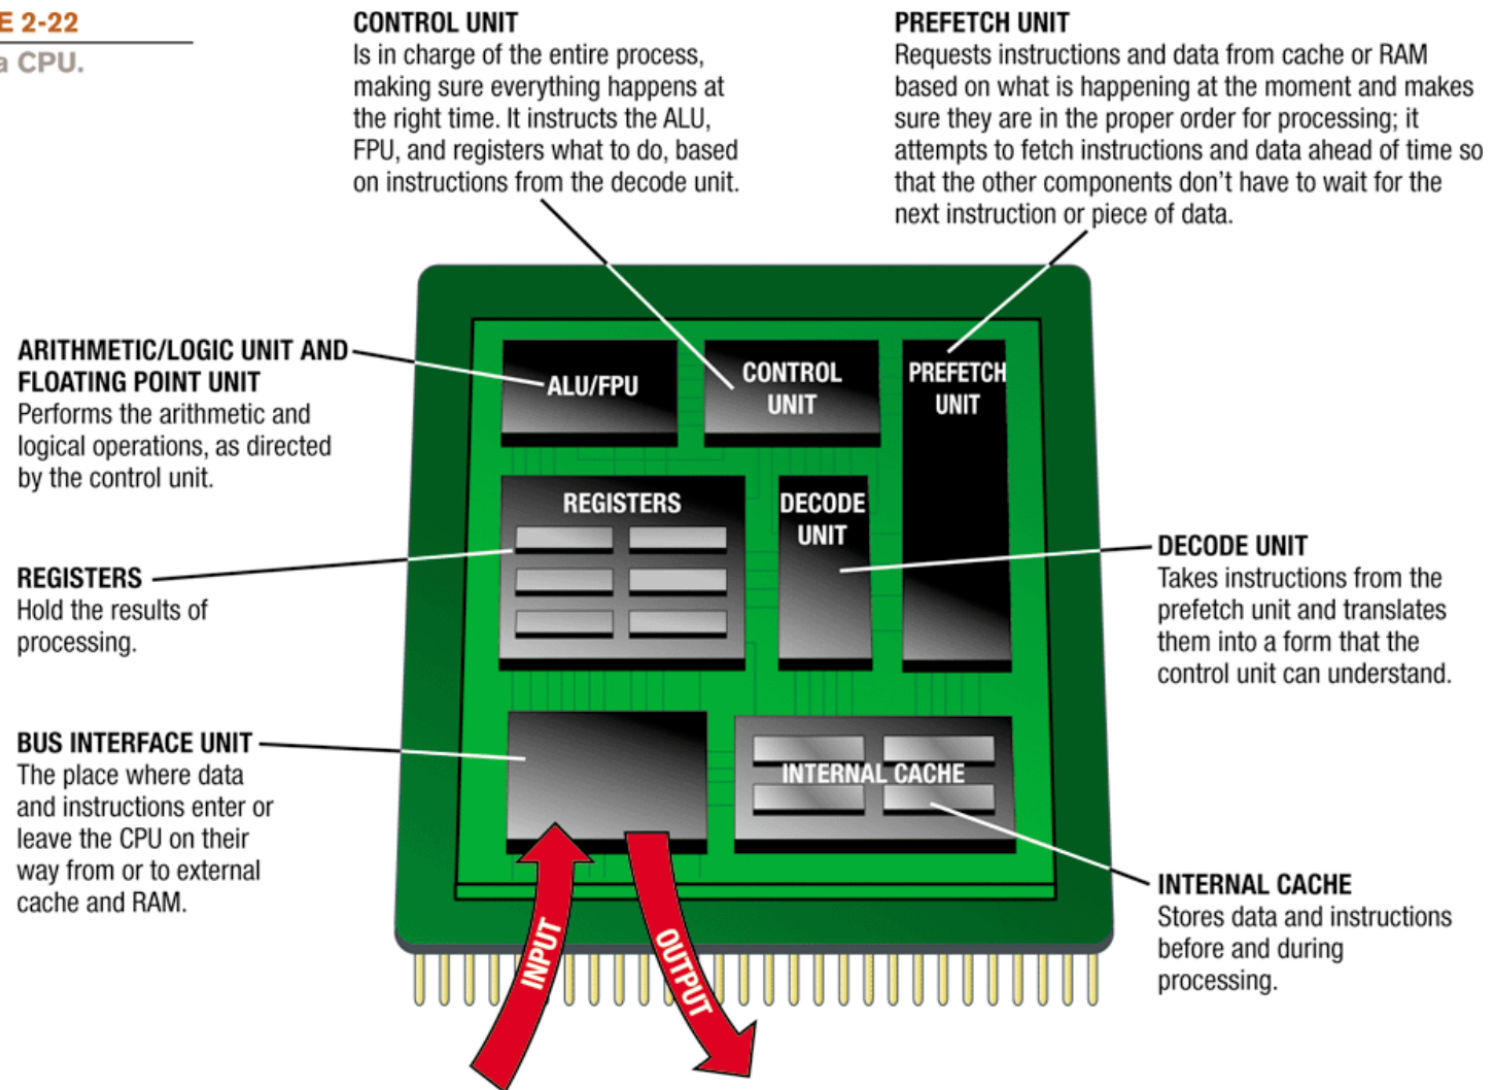 E 2-22
a CPU.
CONTROL UNIT
Is in charge of the entire process,
making sure everything happens at
the right time. It instructs the ALU,
FPU, and registers what to do, based
on instructions from the decode unit.
PREFETCH UNIT
Requests instructions and data from cache or RAM
based on what is happening at the moment and makes
sure they are in the proper order for processing; it
attempts to fetch instructions and data ahead of time so
that the other components don't have to wait for the
next instruction or piece of data.
ARITHMETIC/LOGIC UNIT AND
FLOATING POINT UNIT
Performs the arithmetic and
logical operations, as directed
by the control unit.
REGISTERS
Hold the results of
processing.
BUS INTERFACE UNIT
The place where data
and instructions enter or
leave the CPU on their
way from or to external
cache and RAM.
ALU/FPU
CONTROL
UNIT
PREFETCH
UNIT
REGISTERS
DECODE
UNIT
INTERNAL CACHE
INPUT
OUTPUT
DECODE UNIT
Takes instructions from the
prefetch unit and translates
them into a form that the
control unit can understand.
INTERNAL CACHE
Stores data and instructions
before and during
processing.